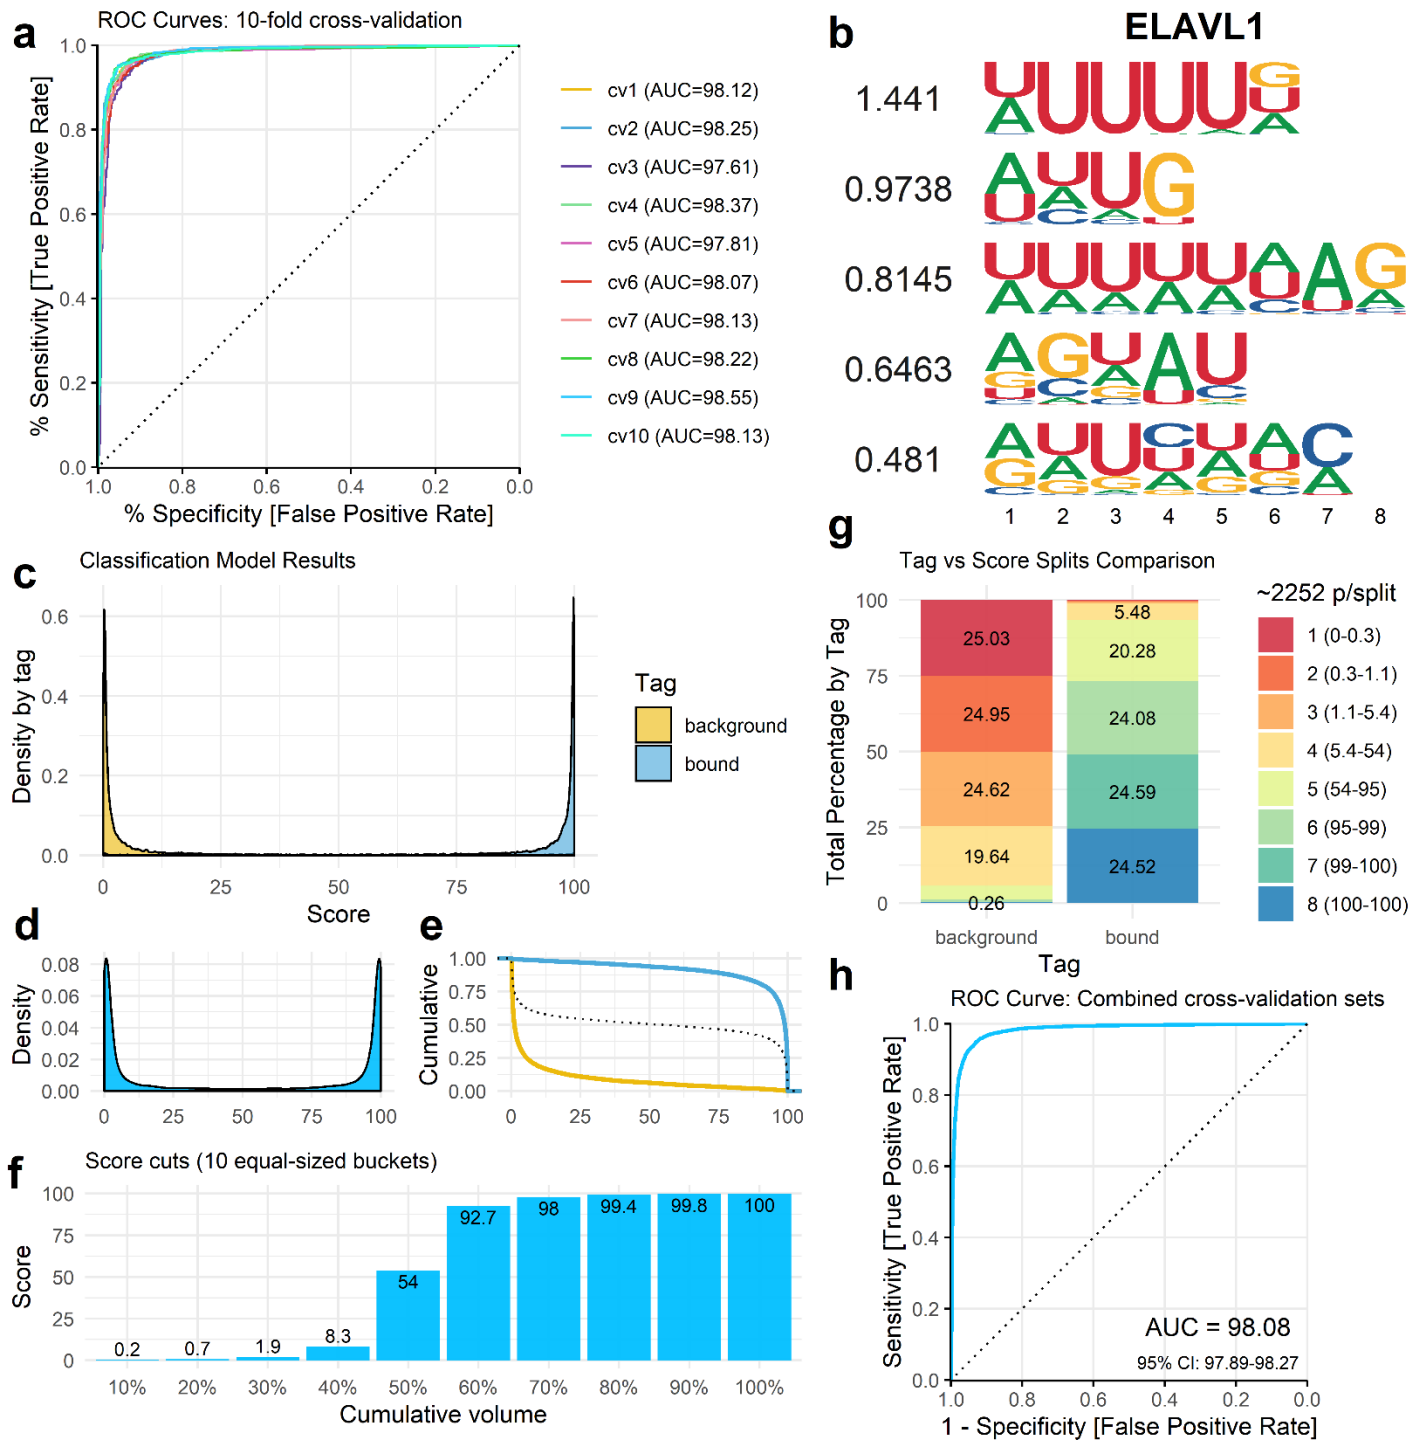 a
ROC Curves: 10-fold cross-validation
% Sensitivity [True Positive Rate]
1.0
0.8
0.6
0.4
0.2
0.0
1.0 0.8 0.6 0.4 0.2 0.0
% Specificity [False Positive Rate]
cv1 (AUC=98.12)
cv2 (AUC=98.25)
cv3 (AUC=97.61)
cv4 (AUC=98.37)
cv5 (AUC=97.81)
cv6 (AUC=98.07)
cv7 (AUC=98.13)
cv8 (AUC=98.22)
cv9 (AUC=98.55)
cv10 (AUC=98.13)
b
ELAVL1
1.441
0.9738
0.8145
0.6463
0.481
1 2 3 4 5 6 7 8
c
Classification Model Results
Density by tag
0.6
0.4
0.2
0.0
0 25 50 75 100
Score
Tag
background
bound
d
Density
0.08
0.06
0.04
0.02
0.00
0 25 50 75 100
e
Cumulative
1.00
0.75
0.50
0.25
0.00
0 25 50 75 100
f
Score cuts (10 equal-sized buckets)
Score
100
75
50
25
0
0.2 0.7 1.9 8.3 54 92.7 98 99.4 99.8 100
10% 20% 30% 40% 50% 60% 70% 80% 90% 100%
Cumulative volume
g
Tag vs Score Splits Comparison
Total Percentage by Tag
100
75
50
25
0
25.03
24.95
24.62
19.64
0.26
5.48
20.28
24.08
24.59
24.52
background bound
Tag
~2252 p/split
1 (0-0.3)
2 (0.3-1.1)
3 (1.1-5.4)
4 (5.4-54)
5 (54-95)
6 (95-99)
7 (99-100)
8 (100-100)
h
ROC Curve: Combined cross-validation sets
Sensitivity [True Positive Rate]
1.0
0.8
0.6
0.4
0.2
0.0
AUC = 98.08
95% CI: 97.89-98.27
1.0 0.8 0.6 0.4 0.2 0.0
1 - Specificity [False Positive Rate]